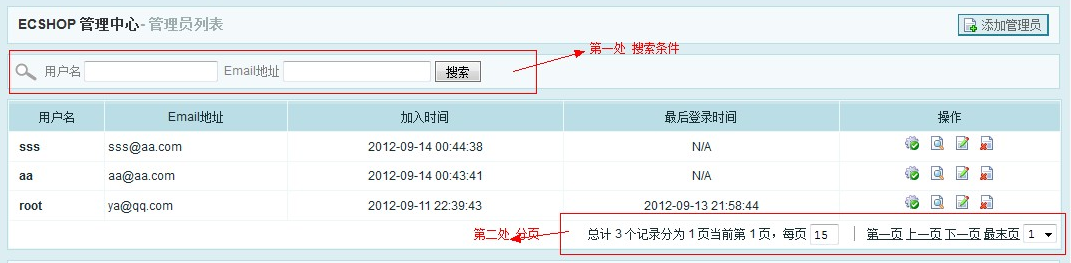 ECSHOP 管理中心 - 管理员列表 添加管理员
第一处 搜索条件
用户名 Email地址 搜索
用户名 Email地址 加入时间 最后登录时间 操作
sss sss@aa.com 2012-09-14 00:44:38 N/A
aa aa@aa.com 2012-09-14 00:43:41 N/A
root ya@qq.com 2012-09-11 22:39:43 2012-09-13 21:58:44
第二处 分页 总计 3 个记录分为 1 页当前第 1 页，每页 15 第一页 上一页 下一页 最末页 1